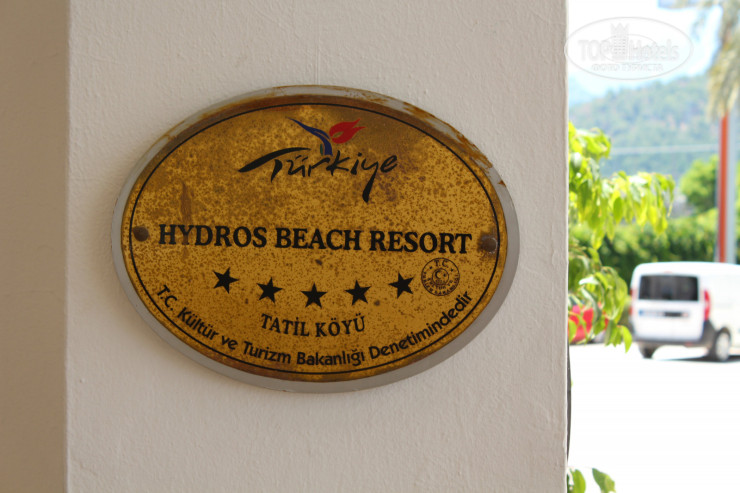 TOP Hotels
Türkiye
HYDROS BEACH RESORT
T.C.
TATİL KÖYÜ
T.C. Kültür ve Turizm Bakanlığı Denetimindedir